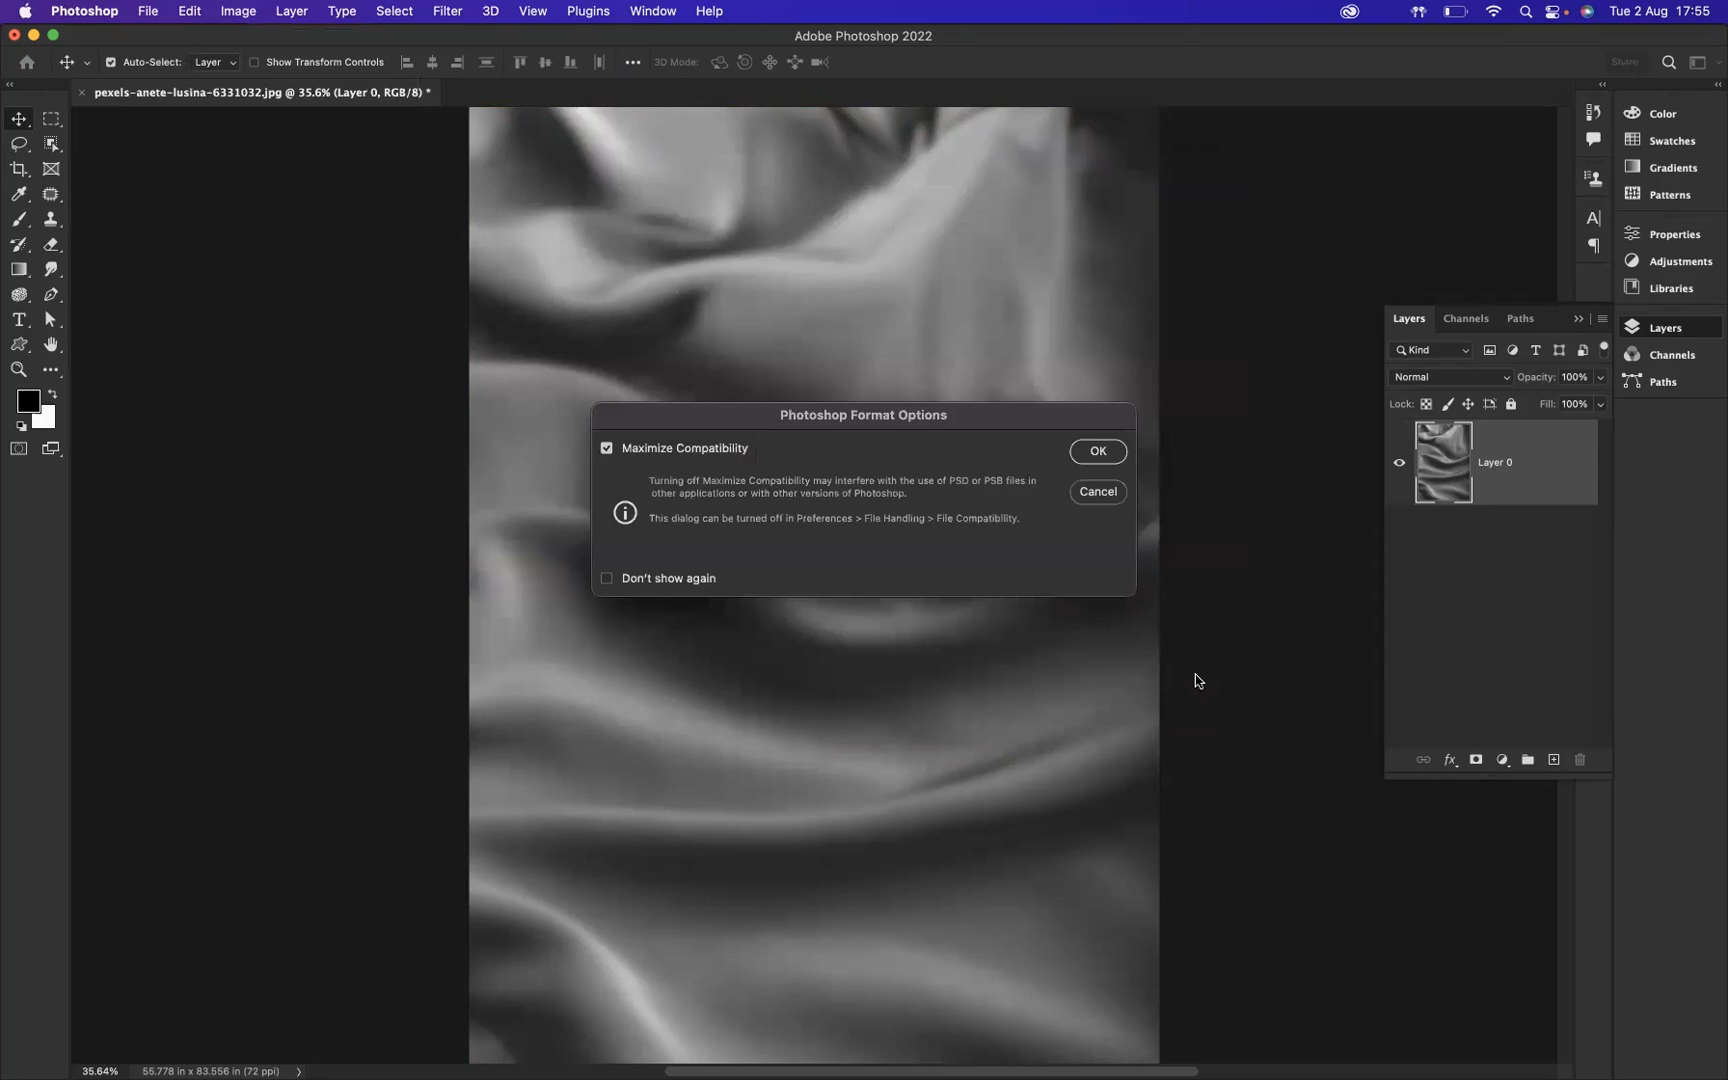 Photoshop File Edit Image Layer Type Select Filter 3D View Plugins Window Help Tue 2 Aug 17:55
Adobe Photoshop 2022
Auto-Select: Layer Show Transform Controls 3D Mode: Share
pexels-anete-lusina-6331032.jpg @ 35.6% (Layer 0, RGB/8) *
Color
Swatches
Gradients
Patterns
Properties
Adjustments
Libraries
Layers
Channels
Paths
Layers Channels Paths
Kind
Normal Opacity: 100%
Lock: Fill: 100%
Layer 0
Photoshop Format Options
Maximize Compatibility
OK
Turning off Maximize Compatibility may interfere with the use of PSD or PSB files in
other applications or with other versions of Photoshop.
Cancel
This dialog can be turned off in Preferences > File Handling > File Compatibility.
Don't show again
35.64% 55.778 in x 83.556 in (72 ppi)